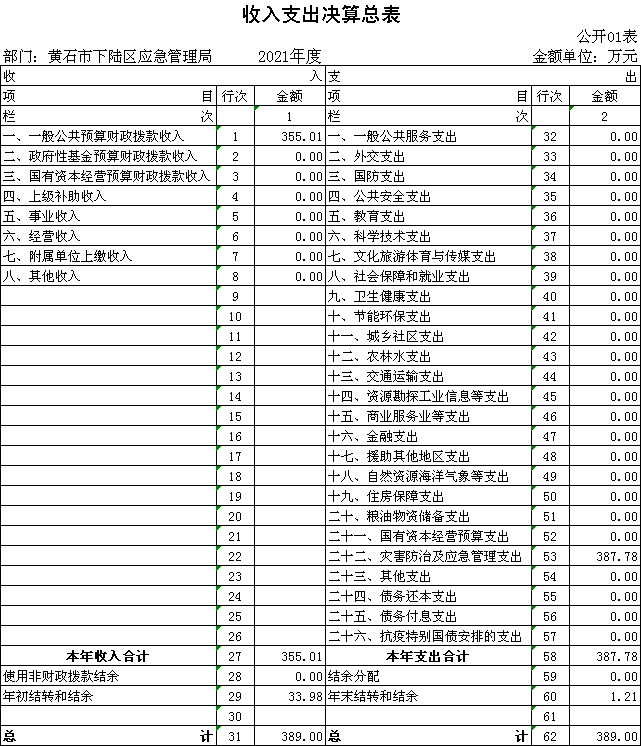 收入支出决算总表
公开01表
部门：黄石市下陆区应急管理局 2021年度 金额单位：万元
收 入 支 出
项 目 行次 金额 项 目 行次 金额
栏 次 1 栏 次 2
一、一般公共预算财政拨款收入 1 355.01 一、一般公共服务支出 32 0.00
二、政府性基金预算财政拨款收入 2 0.00 二、外交支出 33 0.00
三、国有资本经营预算财政拨款收入 3 0.00 三、国防支出 34 0.00
四、上级补助收入 4 0.00 四、公共安全支出 35 0.00
五、事业收入 5 0.00 五、教育支出 36 0.00
六、经营收入 6 0.00 六、科学技术支出 37 0.00
七、附属单位上缴收入 7 0.00 七、文化旅游体育与传媒支出 38 0.00
八、其他收入 8 0.00 八、社会保障和就业支出 39 0.00
9 九、卫生健康支出 40 0.00
10 十、节能环保支出 41 0.00
11 十一、城乡社区支出 42 0.00
12 十二、农林水支出 43 0.00
13 十三、交通运输支出 44 0.00
14 十四、资源勘探工业信息等支出 45 0.00
15 十五、商业服务业等支出 46 0.00
16 十六、金融支出 47 0.00
17 十七、援助其他地区支出 48 0.00
18 十八、自然资源海洋气象等支出 49 0.00
19 十九、住房保障支出 50 0.00
20 二十、粮油物资储备支出 51 0.00
21 二十一、国有资本经营预算支出 52 0.00
22 二十二、灾害防治及应急管理支出 53 387.78
23 二十三、其他支出 54 0.00
24 二十四、债务还本支出 55 0.00
25 二十五、债务付息支出 56 0.00
26 二十六、抗疫特别国债安排的支出 57 0.00
本年收入合计 27 355.01 本年支出合计 58 387.78
使用非财政拨款结余 28 0.00 结余分配 59 0.00
年初结转和结余 29 33.98 年末结转和结余 60 1.21
30 61
总 计 31 389.00 总 计 62 389.00